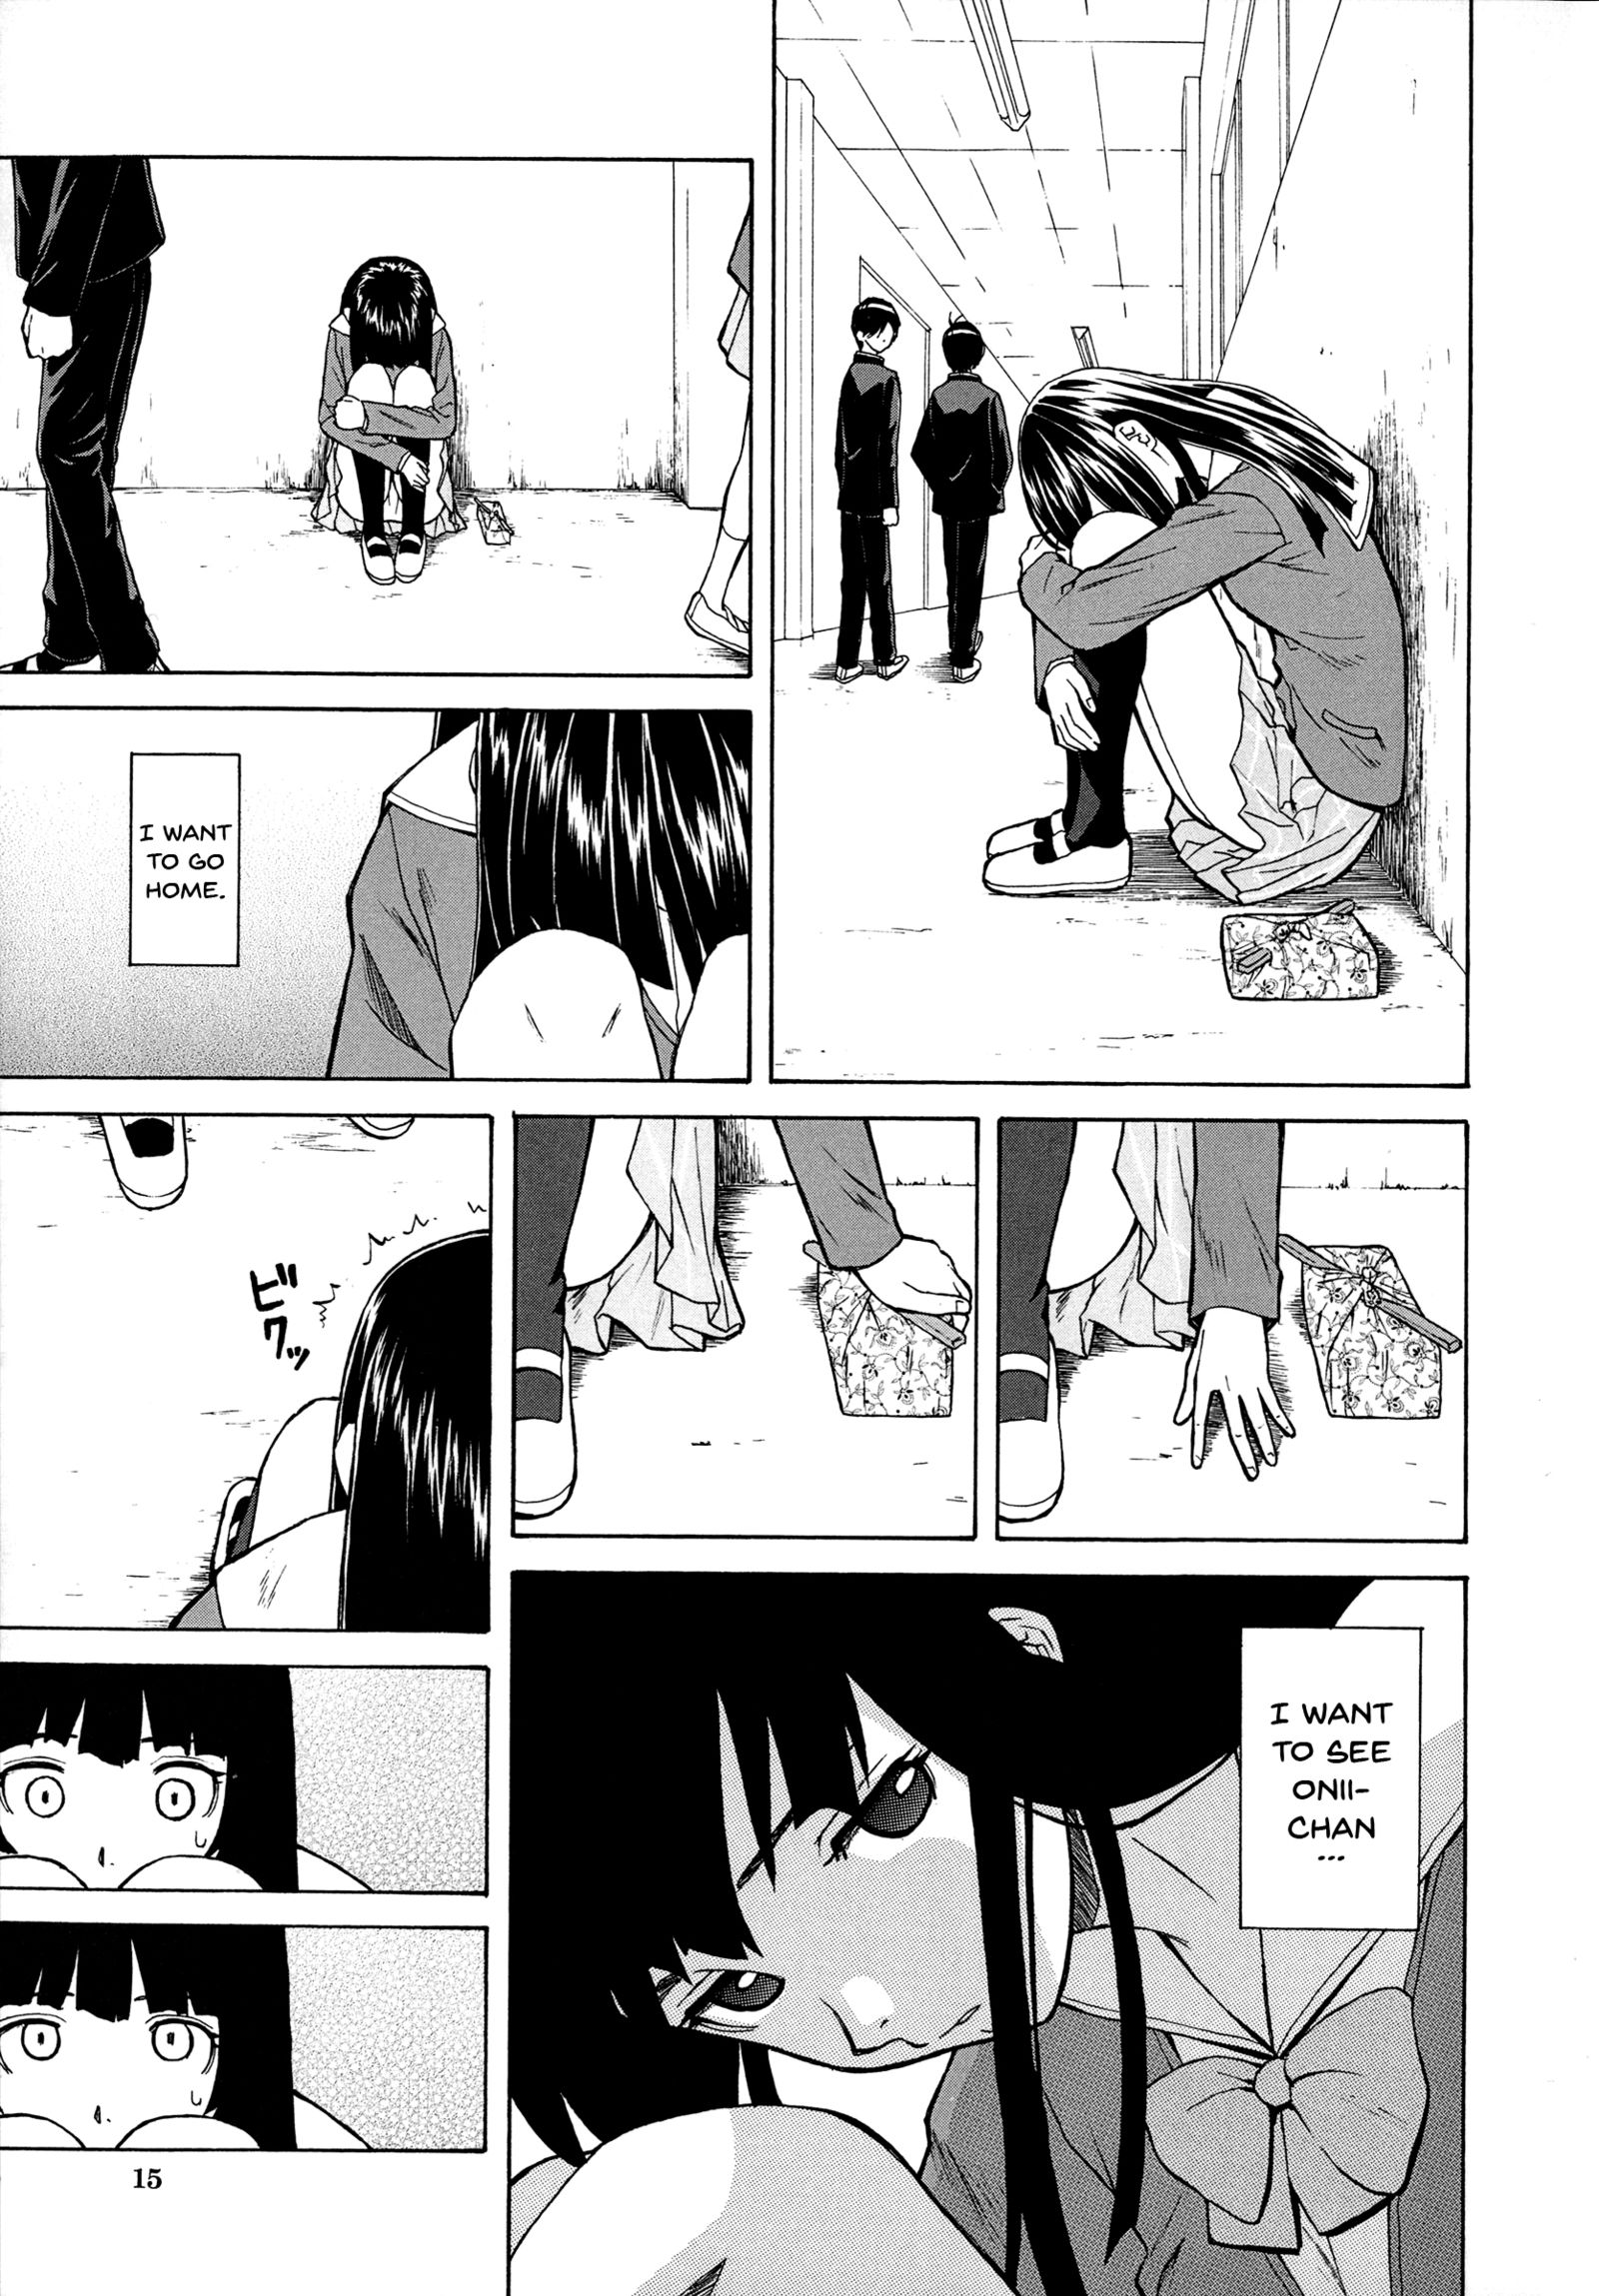 I WANT
TO GO
HOME.
I WANT
TO SEE
ONII-
CHAN
...
ビクッ
15